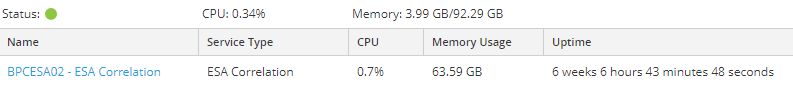 Status: CPU: 0.34% Memory: 3.99 GB/92.29 GB
Name Service Type CPU Memory Usage Uptime
BPCESA02 - ESA Correlation ESA Correlation 0.7% 63.59 GB 6 weeks 6 hours 43 minutes 48 seconds